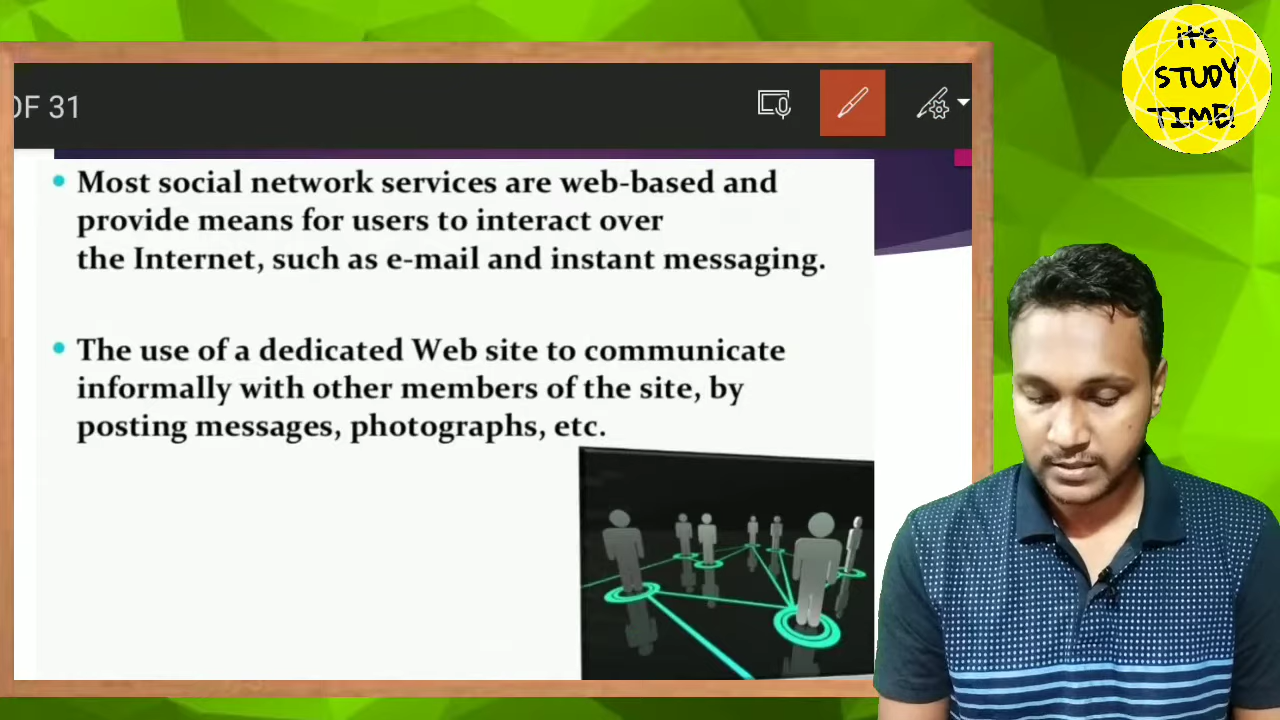 OF 31
it's
STUDY
TIME!
Most social network services are web-based and
provide means for users to interact over
the Internet, such as e-mail and instant messaging.
The use of a dedicated Web site to communicate
informally with other members of the site, by
posting messages, photographs, etc.